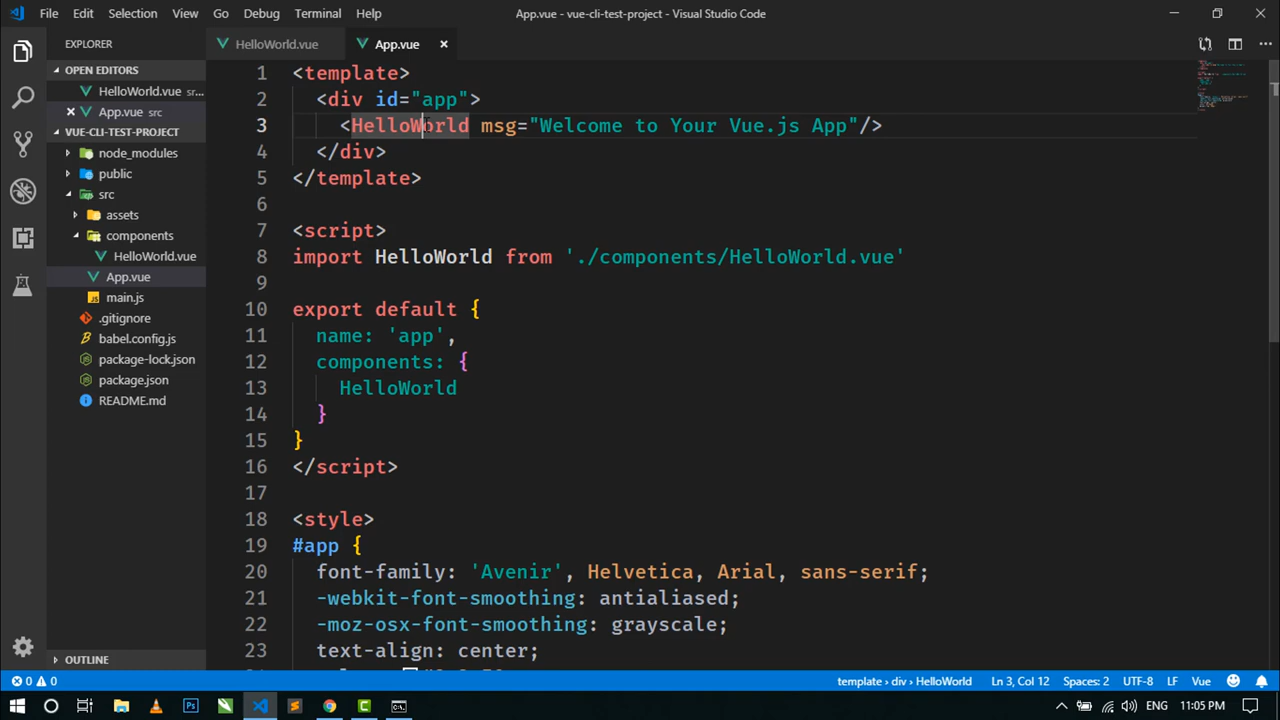 File Edit Selection View Go Debug Terminal Help App.vue - vue-cli-test-project - Visual Studio Code
EXPLORER
OPEN EDITORS
HelloWorld.vue src...
App.vue src
VUE-CLI-TEST-PROJECT
node_modules
public
src
assets
components
HelloWorld.vue
App.vue
main.js
.gitignore
babel.config.js
package-lock.json
package.json
README.md
OUTLINE
HelloWorld.vue App.vue
1 <template>
2 <div id="app">
3 <HelloWorld msg="Welcome to Your Vue.js App"/>
4 </div>
5 </template>
6
7 <script>
8 import HelloWorld from './components/HelloWorld.vue'
9
10 export default {
11 name: 'app',
12 components: {
13 HelloWorld
14 }
15 }
16 </script>
17
18 <style>
19 #app {
20 font-family: 'Avenir', Helvetica, Arial, sans-serif;
21 -webkit-font-smoothing: antialiased;
22 -moz-osx-font-smoothing: grayscale;
23 text-align: center;
0 0 template › div › HelloWorld Ln 3, Col 12 Spaces: 2 UTF-8 LF Vue
ENG 11:05 PM